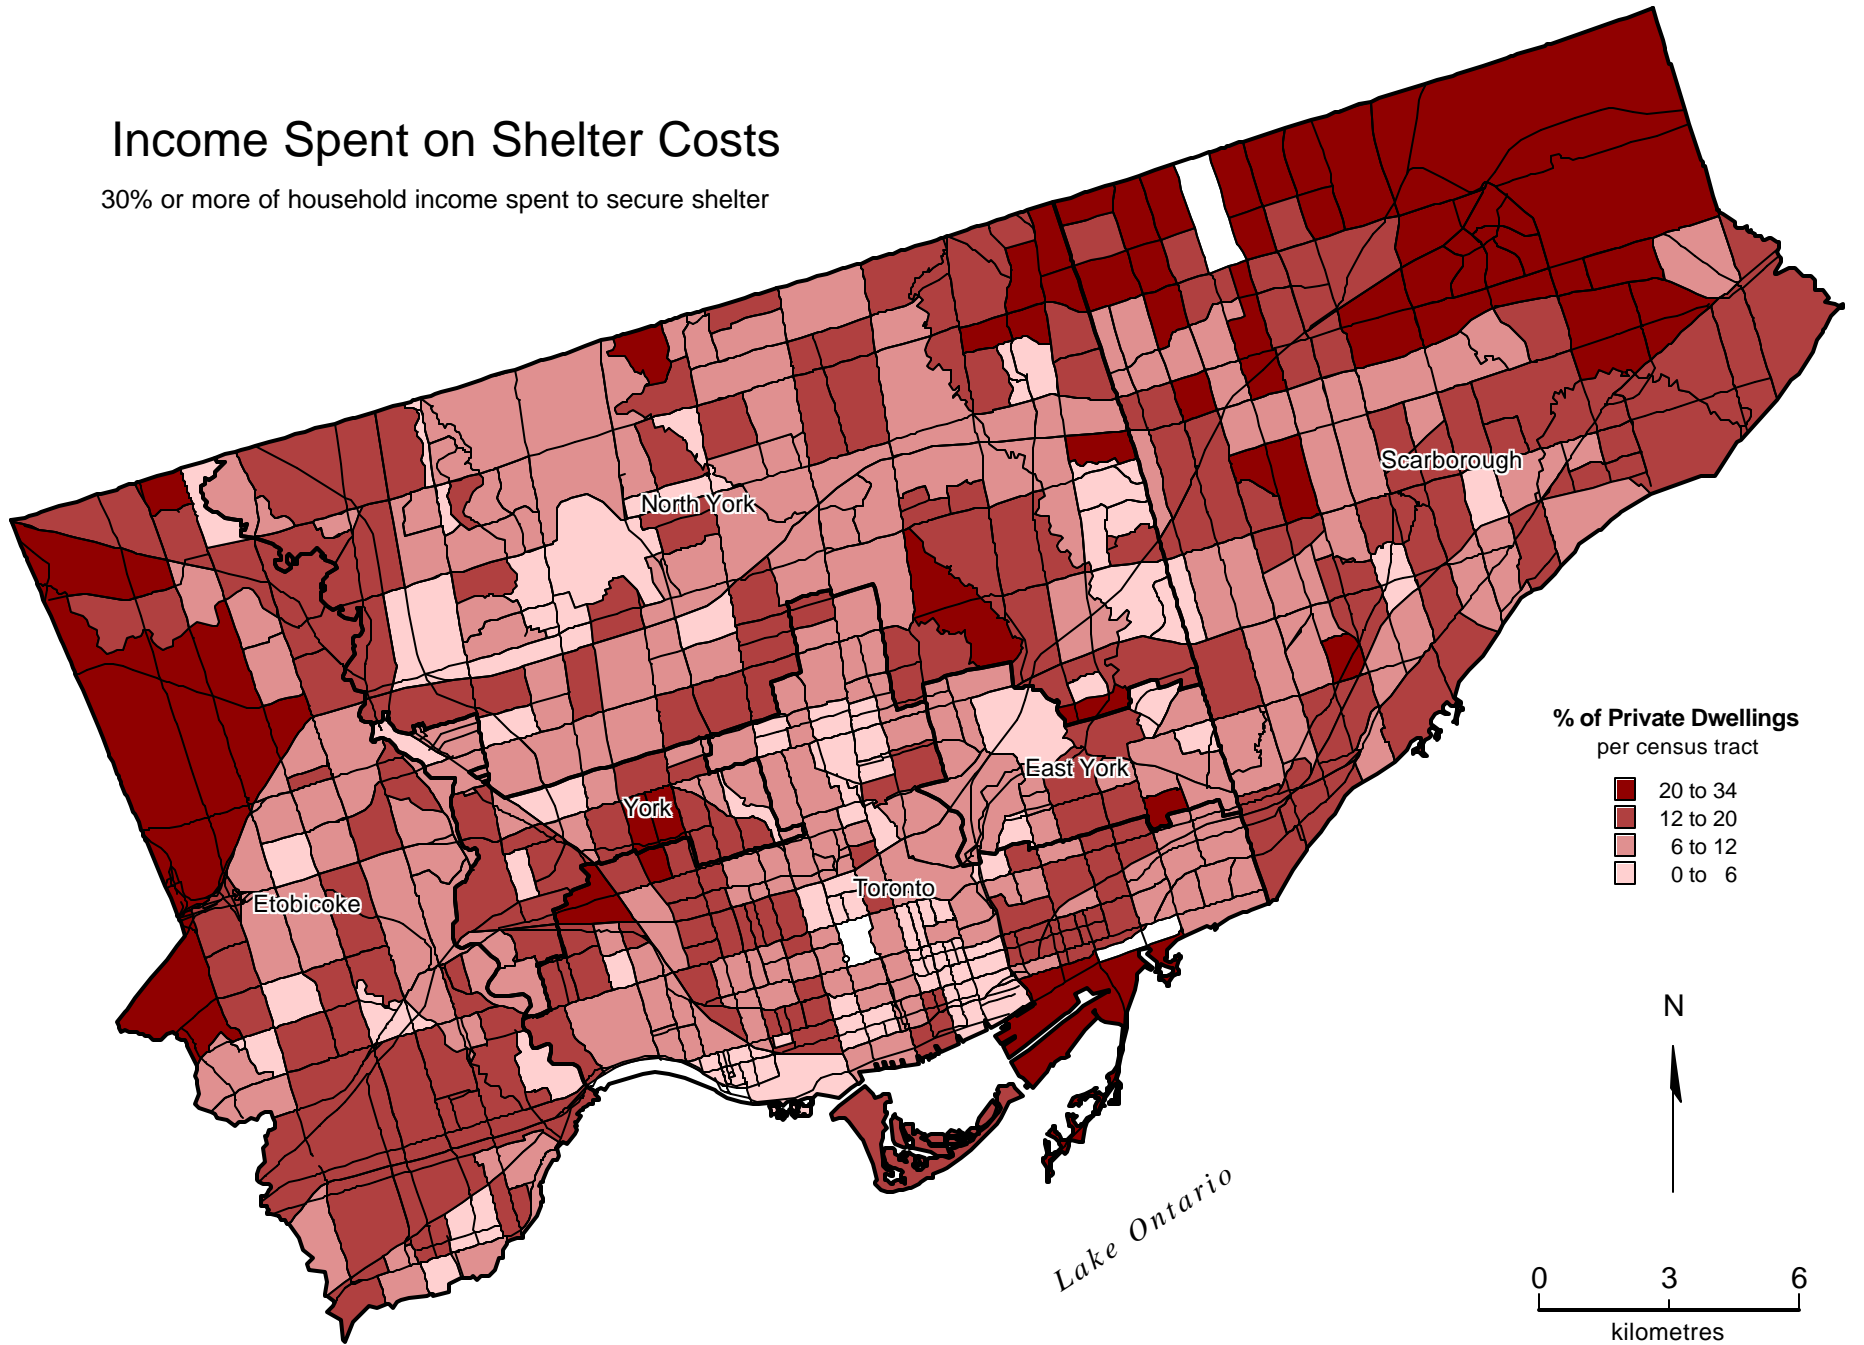 Income Spent on Shelter Costs
30% or more of household income spent to secure shelter
Scarborough
North York
East York
York
Toronto
Etobicoke
% of Private Dwellings
per census tract
20 to 34
12 to 20
6 to 12
0 to 6
N
Lake Ontario
0 3 6
kilometres